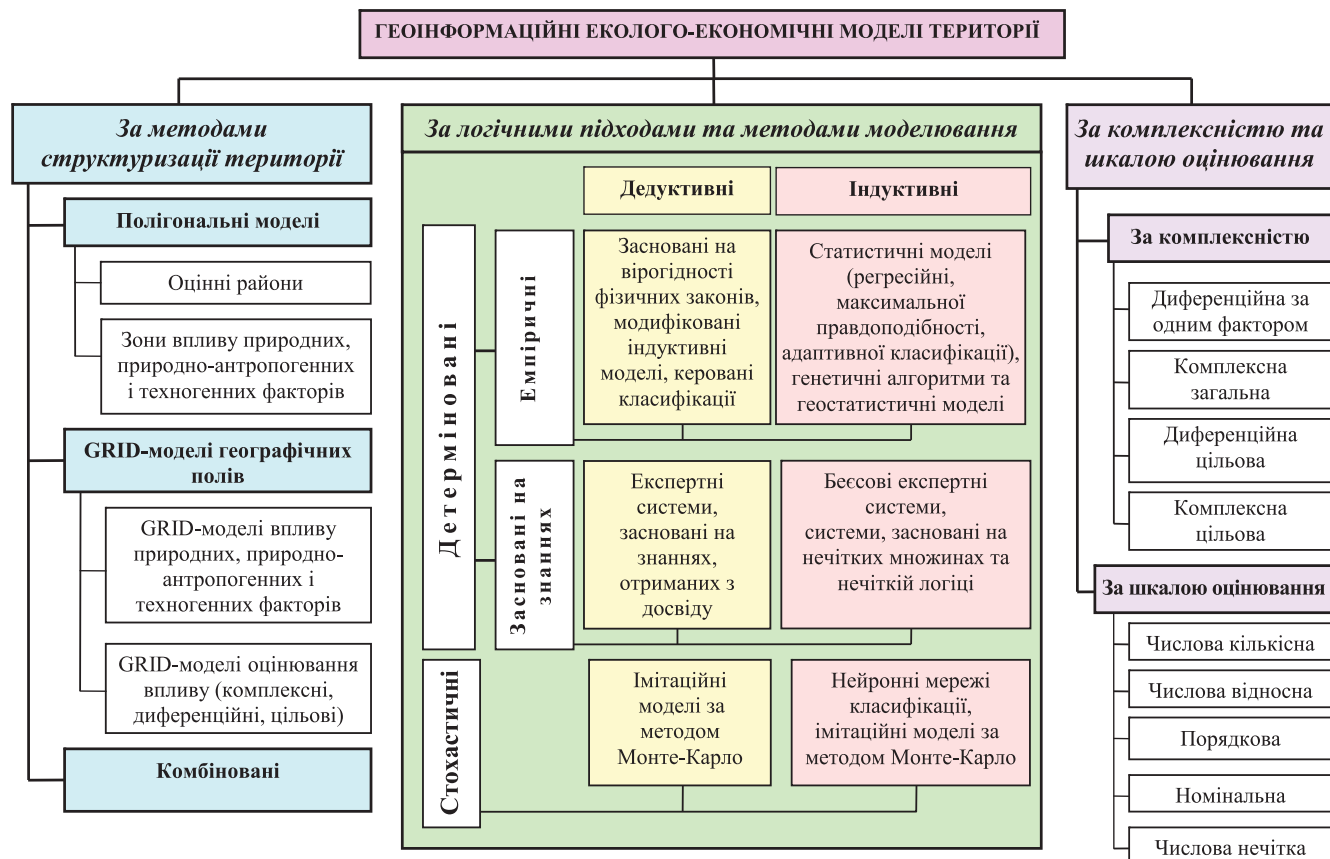 ГЕОІНФОРМАЦІЙНІ ЕКОЛОГО-ЕКОНОМІЧНІ МОДЕЛІ ТЕРИТОРІЇ
За методами
структуризації території
Полігональні моделі
Оцінні райони
Зони впливу природних,
природно-антропогенних
і техногенних факторів
GRID-моделі географічних
полів
GRID-моделі впливу
природних, природно-
антропогенних і
техногенних факторів
GRID-моделі оцінювання
впливу (комплексні,
диференційні, цільові)
Комбіновані
За логічними підходами та методами моделювання
Дедуктивні
Індуктивні
Детерміновані
Емпіричні
Засновані на
вірогідності
фізичних законів,
модифіковані
індуктивні
моделі, керовані
класифікації
Статистичні моделі
(регресійні,
максимальної
правдоподібності,
адаптивної класифікації),
генетичні алгоритми та
геостатистичні моделі
Засновані на
знаннях
Експертні
системи,
засновані на
знаннях,
отриманих з
досвіду
Беєсові експертні
системи,
системи, засновані на
нечітких множинах та
нечіткій логіці
Стохастичні
Імітаційні
моделі за
методом
Монте-Карло
Нейронні мережі
класифікації,
імітаційні моделі за
методом Монте-Карло
За комплексністю та
шкалою оцінювання
За комплексністю
Диференційна за
одним фактором
Комплексна
загальна
Диференційна
цільова
Комплексна
цільова
За шкалою оцінювання
Числова кількісна
Числова відносна
Порядкова
Номінальна
Числова нечітка